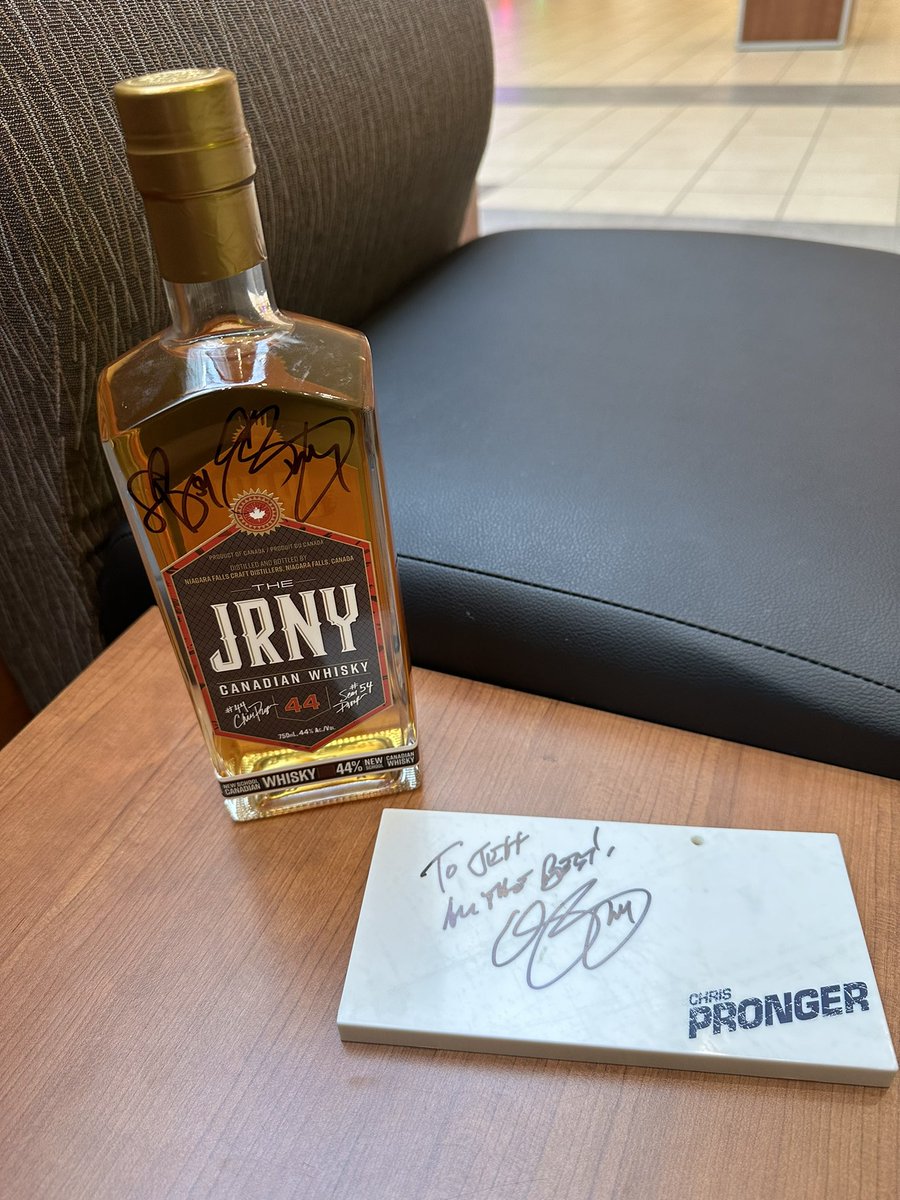 PRODUCT OF CANADA / PRODUIT DU CANADA
DISTILLED AND BOTTLED BY
NIAGARA FALLS CRAFT DISTILLERS, NIAGARA FALLS, CANADA
THE
JRNY
CANADIAN WHISKY
#44
44
#54
750mL. 44% Alc./Vol.
NEW SCHOOL CANADIAN WHISKY 44% NEW SCHOOL CANADIAN WHISKY
To Jeff
All The Best!
CHRIS
PRONGER